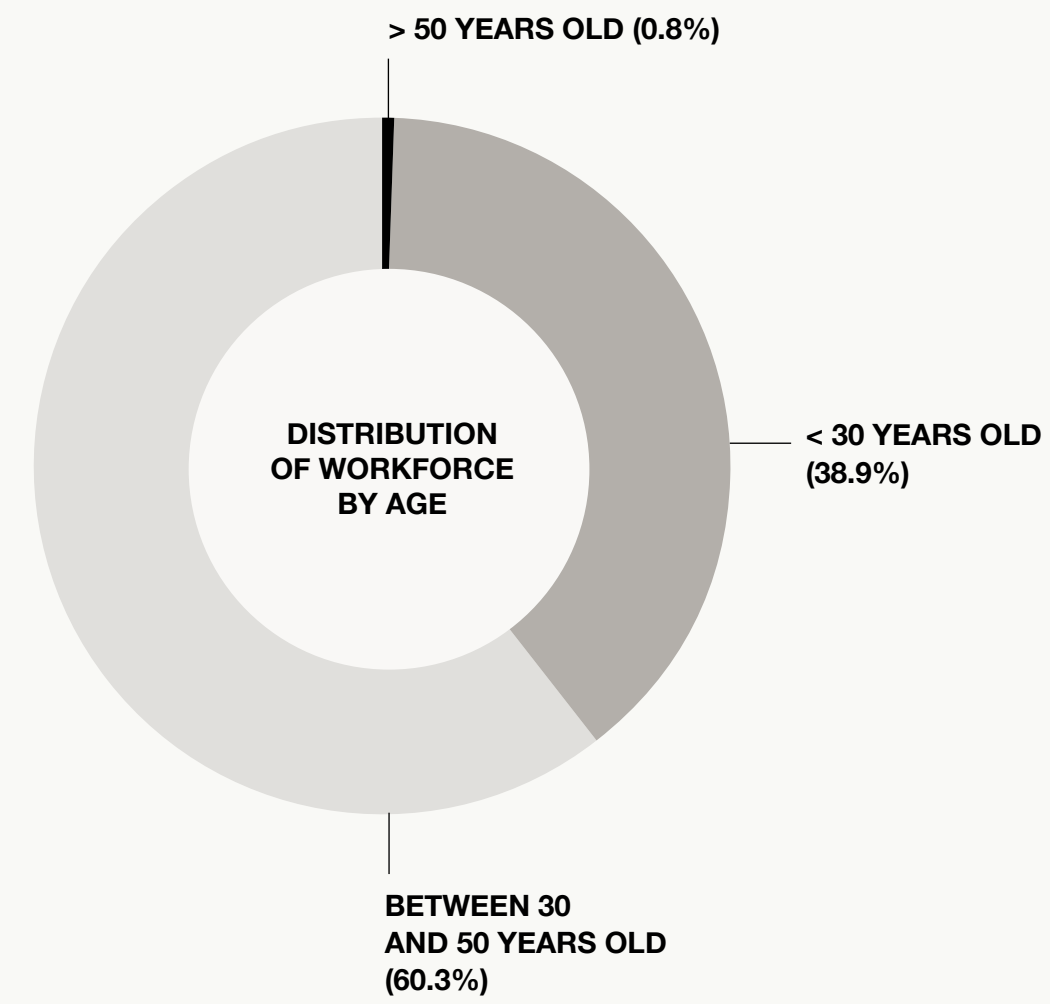 > 50 YEARS OLD (0.8%)
DISTRIBUTION
OF WORKFORCE
BY AGE
< 30 YEARS OLD
(38.9%)
BETWEEN 30
AND 50 YEARS OLD
(60.3%)